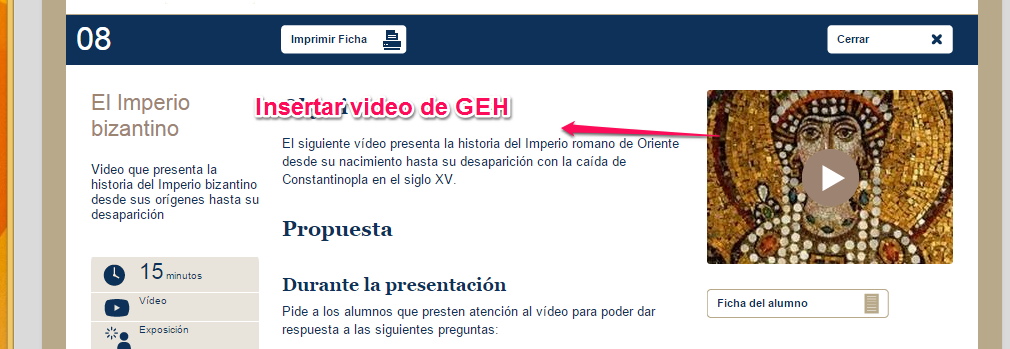 08
Imprimir Ficha
Cerrar
El Imperio
bizantino
Video que presenta la
historia del Imperio bizantino
desde sus orígenes hasta su
desaparición
15 minutos
Vídeo
Exposición
Insertar video de GEH
El siguiente vídeo presenta la historia del Imperio romano de Oriente
desde su nacimiento hasta su desaparición con la caída de
Constantinopla en el siglo XV.
Propuesta
Durante la presentación
Pide a los alumnos que presten atención al vídeo para poder dar
respuesta a las siguientes preguntas:
Ficha del alumno